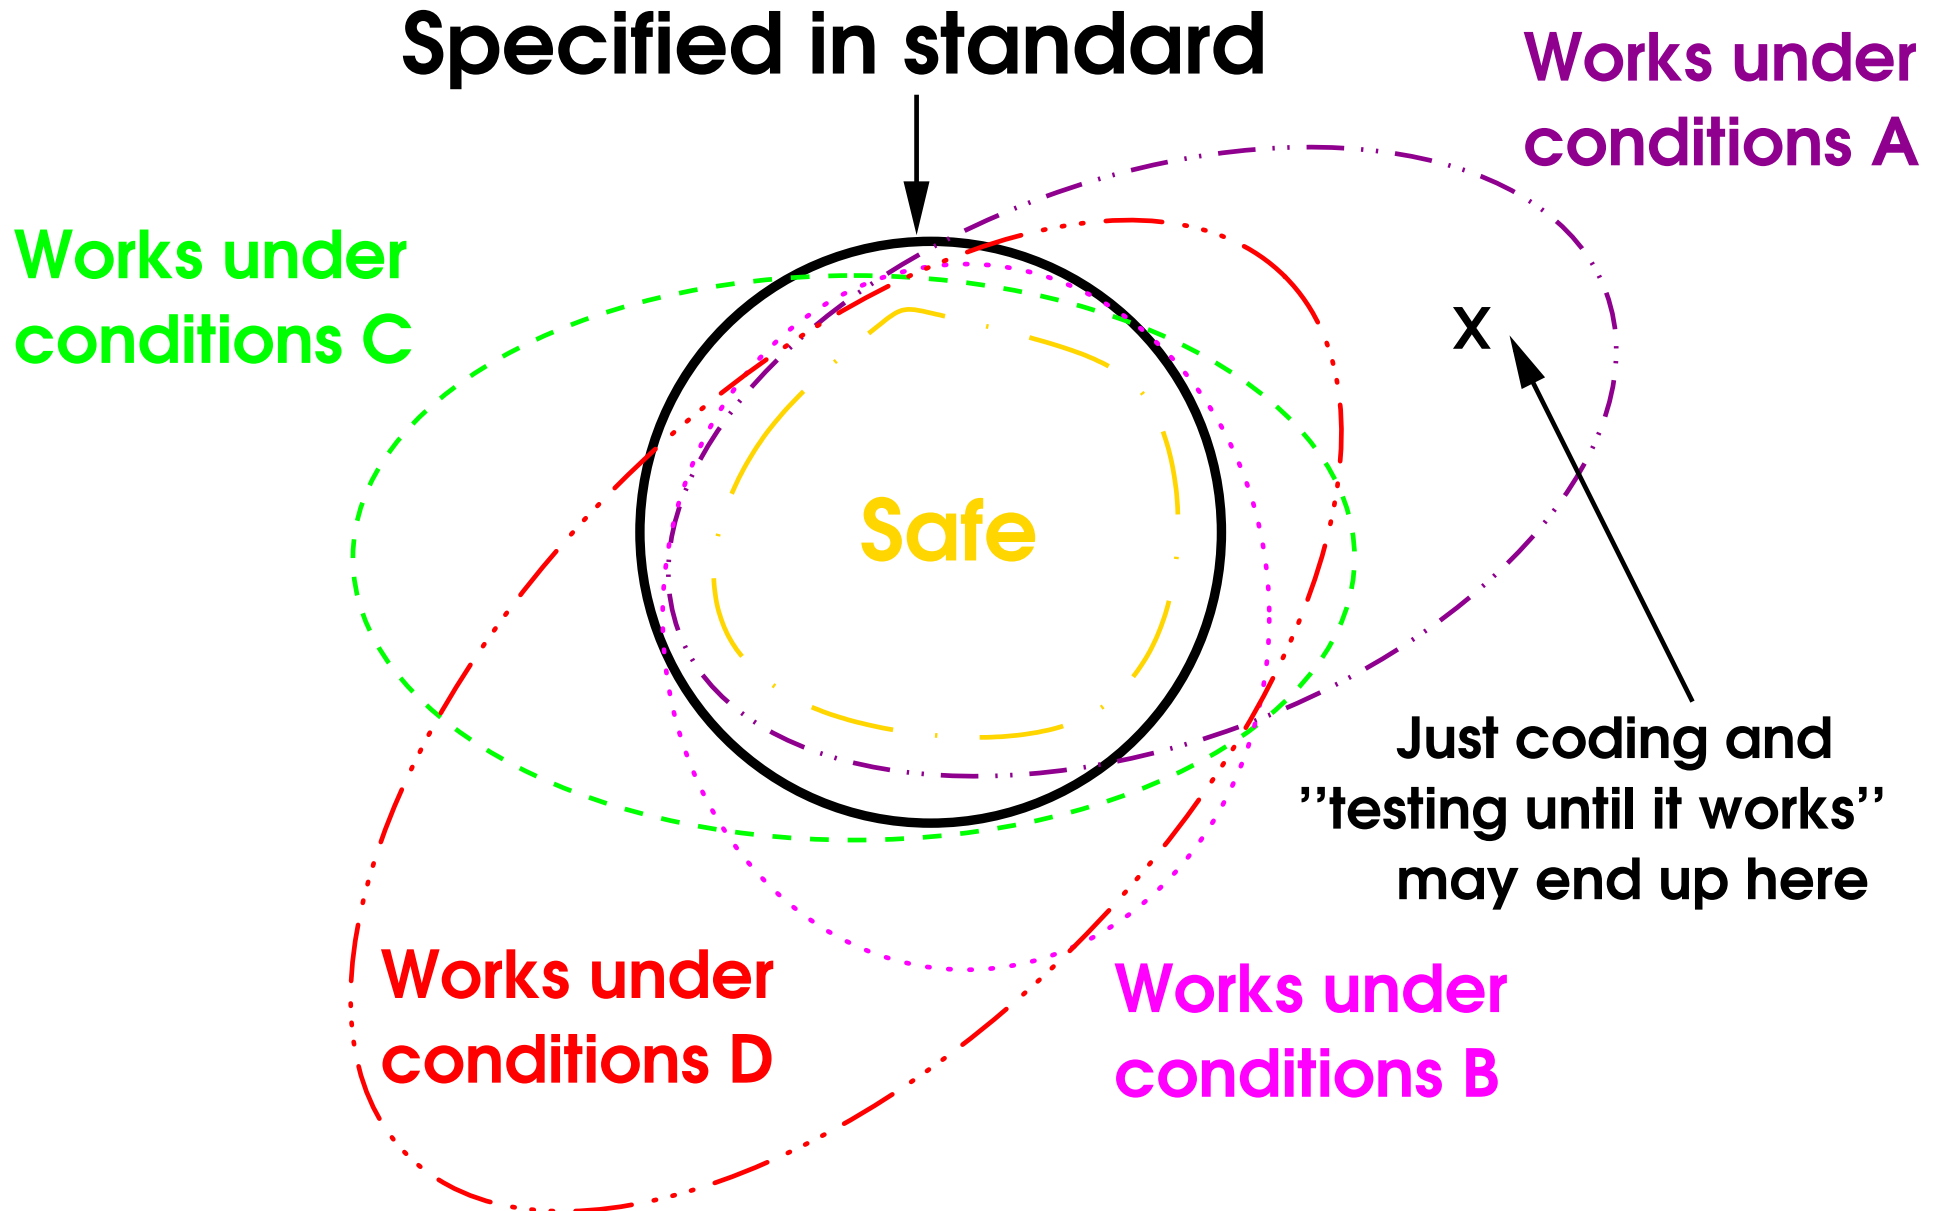 Specified in standard
Works under
conditions A
Works under
conditions C
X
Safe
Just coding and
”testing until it works”
may end up here
Works under
conditions D
Works under
conditions B